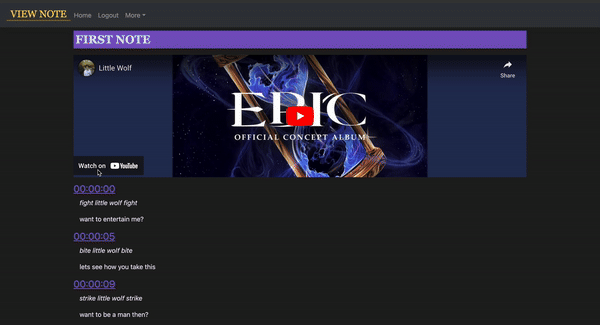 VIEW NOTE Home Logout More
FIRST NOTE
Little Wolf
Share
EPIC
OFFICIAL CONCEPT ALBUM
Watch on YouTube
00:00:00
fight little wolf fight
want to entertain me?
00:00:05
bite little wolf bite
lets see how you take this
00:00:09
strike little wolf strike
want to be a man then?